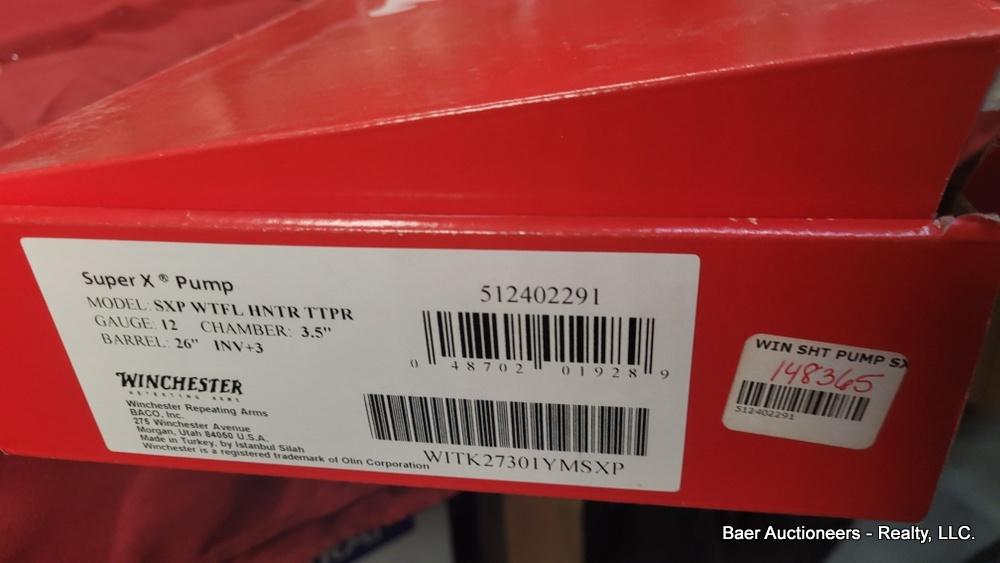 Super X ® Pump
MODEL: SXP WTFL HNTR TTPR
GAUGE: 12 CHAMBER: 3.5"
BARREL: 26" INV+3
WINCHESTER
REPEATING ARMS
Winchester Repeating Arms
BACO, Inc.
275 Winchester Avenue
Morgan, Utah 84050 U.S.A.
Made in Turkey, by Istanbul Silah
Winchester is a registered trademark of Olin Corporation
512402291
0 48702 01928 9
WITK27301YMSXP
WIN SHT PUMP SX
148365
512402291
Baer Auctioneers - Realty, LLC.